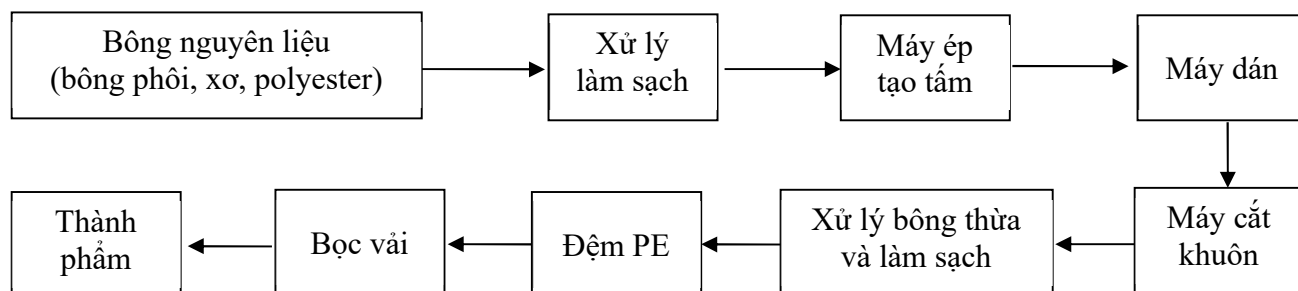 Bông nguyên liệu
(bông phôi, xơ, polyester)
Xử lý
làm sạch
Máy ép
tạo tấm
Máy dán
Máy cắt
khuôn
Xử lý bông thừa
và làm sạch
Đệm PE
Bọc vải
Thành
phẩm